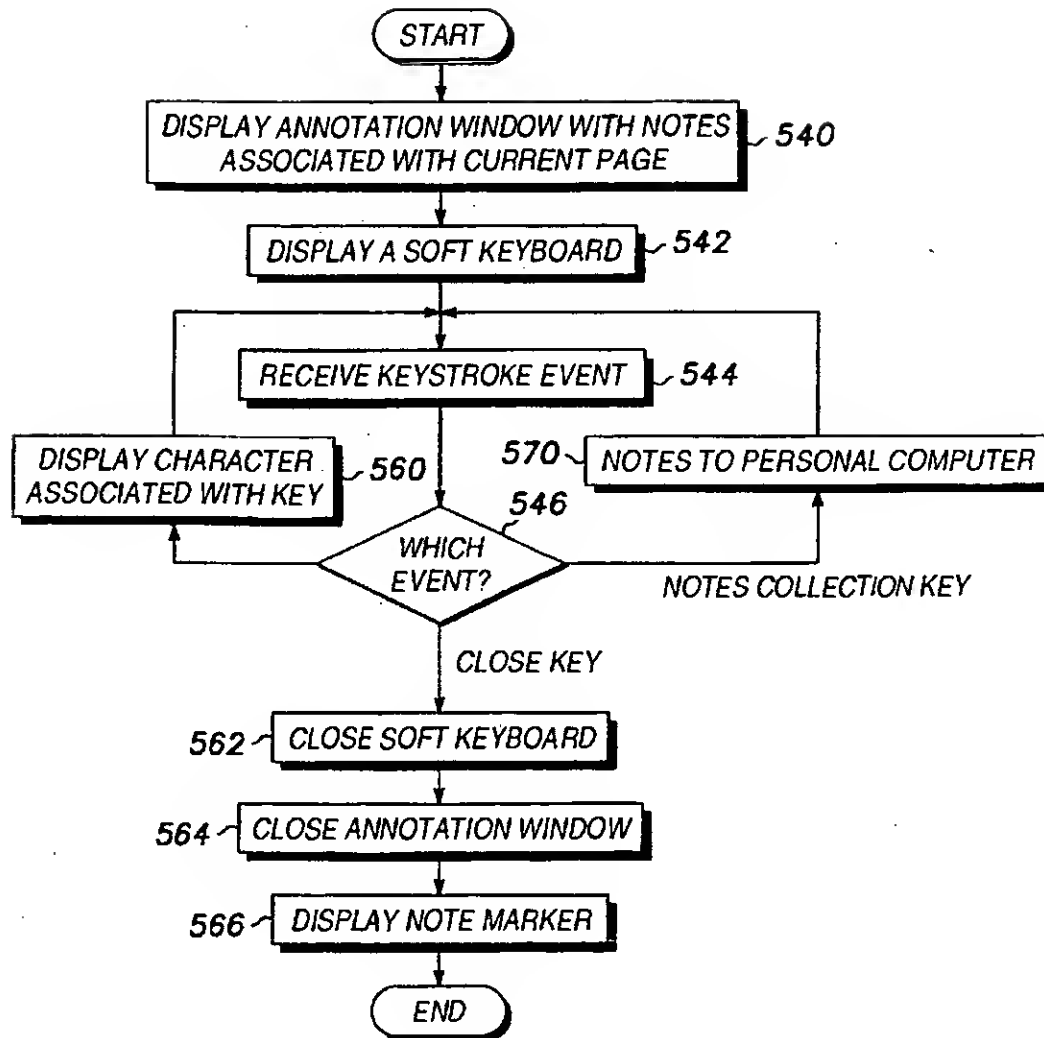 START
DISPLAY ANNOTATION WINDOW WITH NOTES
ASSOCIATED WITH CURRENT PAGE
540
DISPLAY A SOFT KEYBOARD
542
RECEIVE KEYSTROKE EVENT
544
DISPLAY CHARACTER
ASSOCIATED WITH KEY
560
570
NOTES TO PERSONAL COMPUTER
546
WHICH
EVENT?
NOTES COLLECTION KEY
CLOSE KEY
562
CLOSE SOFT KEYBOARD
564
CLOSE ANNOTATION WINDOW
566
DISPLAY NOTE MARKER
END